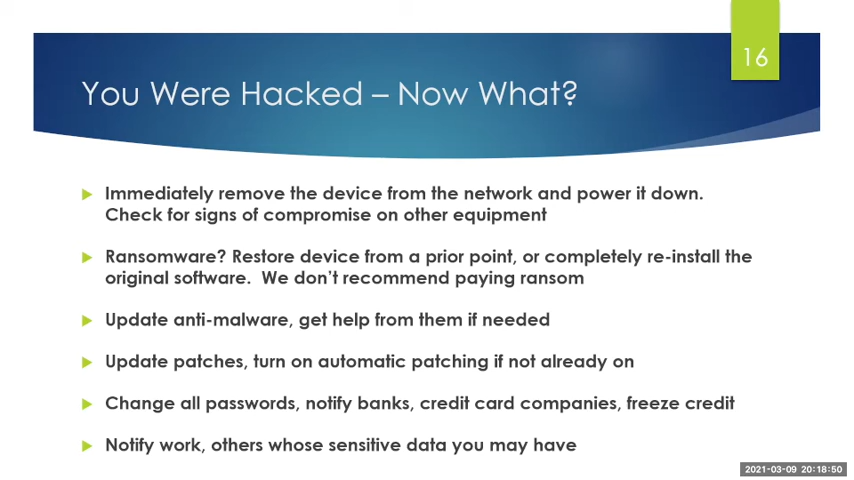 16
You Were Hacked – Now What?
Immediately remove the device from the network and power it down.
Check for signs of compromise on other equipment
Ransomware? Restore device from a prior point, or completely re-install the
original software.  We don't recommend paying ransom
Update anti-malware, get help from them if needed
Update patches, turn on automatic patching if not already on
Change all passwords, notify banks, credit card companies, freeze credit
Notify work, others whose sensitive data you may have
2021-03-09 20:18:50